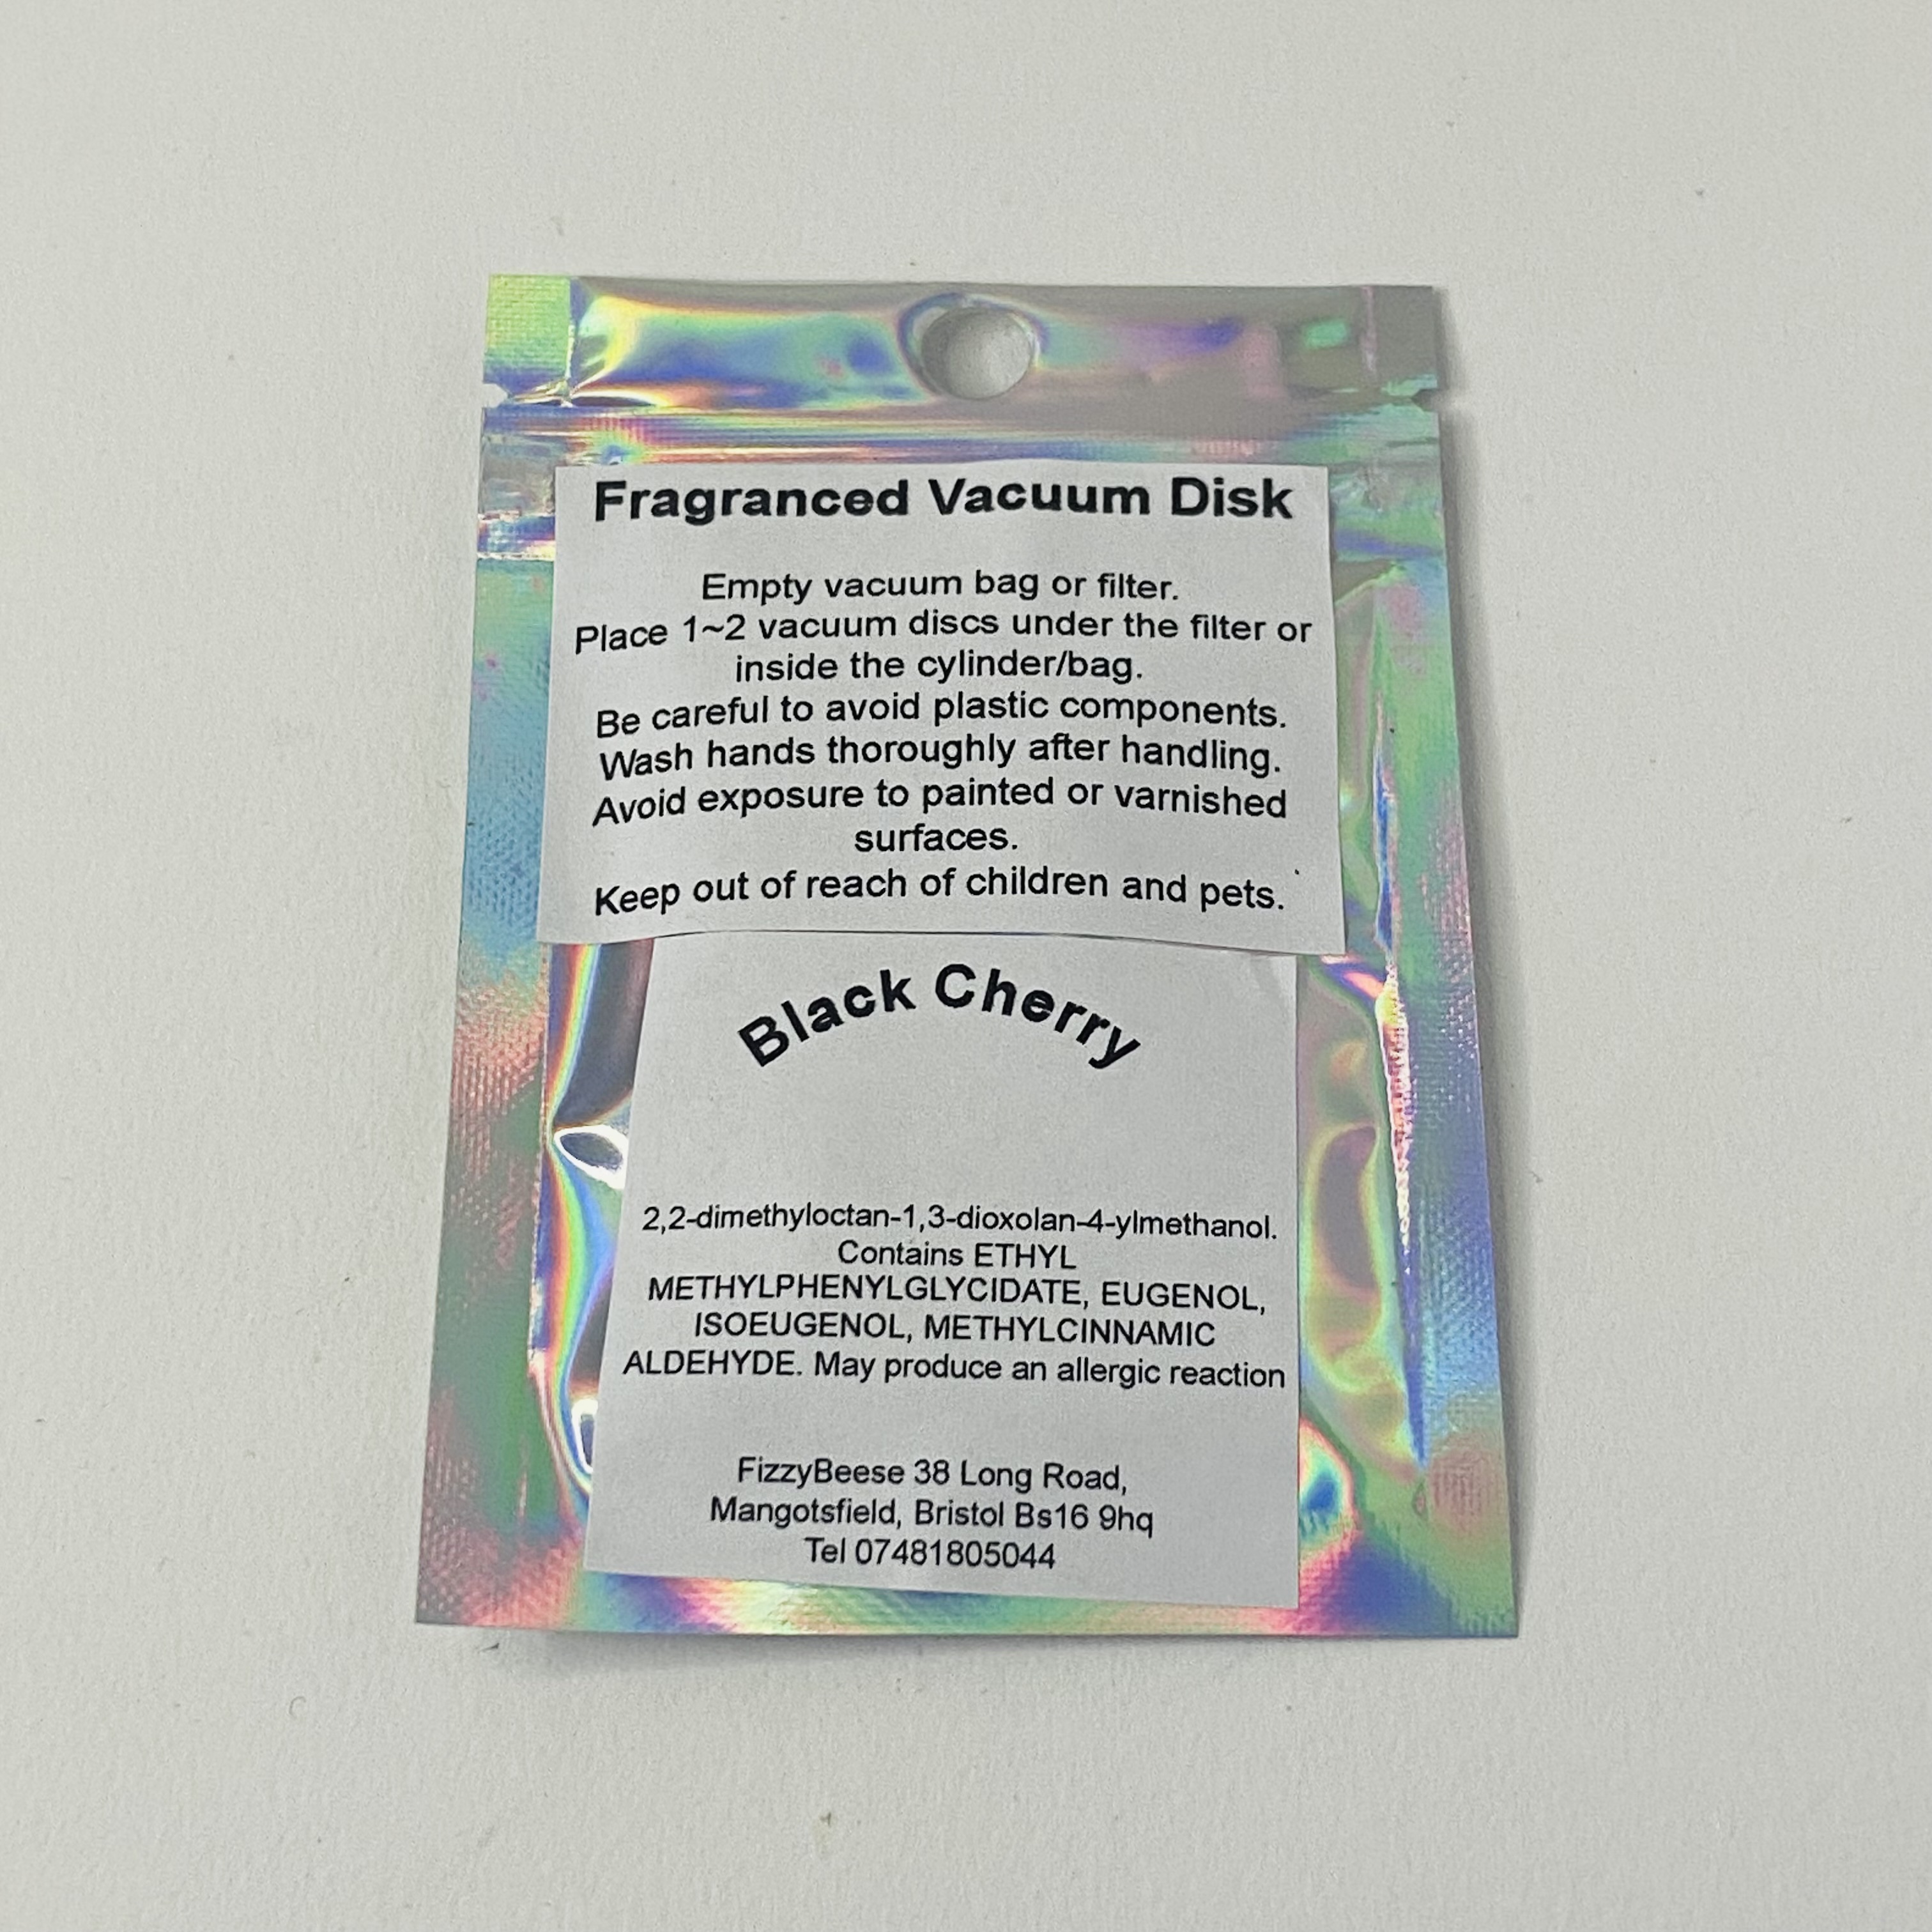 Fragranced Vacuum Disk
Empty vacuum bag or filter.
Place 1~2 vacuum discs under the filter or
inside the cylinder/bag.
Be careful to avoid plastic components.
Wash hands thoroughly after handling.
Avoid exposure to painted or varnished
surfaces.
Keep out of reach of children and pets.
Black Cherry
2,2-dimethyloctan-1,3-dioxolan-4-ylmethanol.
Contains ETHYL
METHYLPHENYLGLYCIDATE, EUGENOL,
ISOEUGENOL, METHYLCINNAMIC
ALDEHYDE. May produce an allergic reaction
FizzyBeese 38 Long Road,
Mangotsfield, Bristol Bs16 9hq
Tel 07481805044